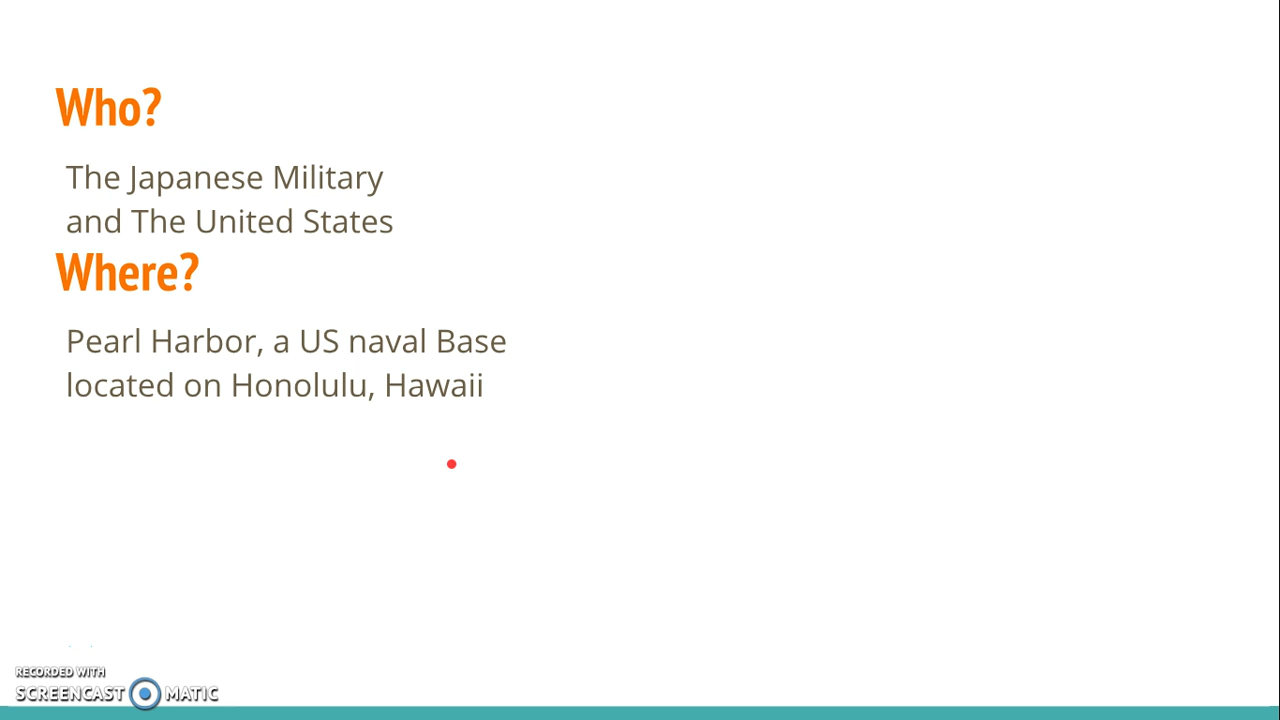 Who?
The Japanese Military
and The United States
Where?
Pearl Harbor, a US naval Base
located on Honolulu, Hawaii
RECORDED WITH
SCREENCAST MATIC